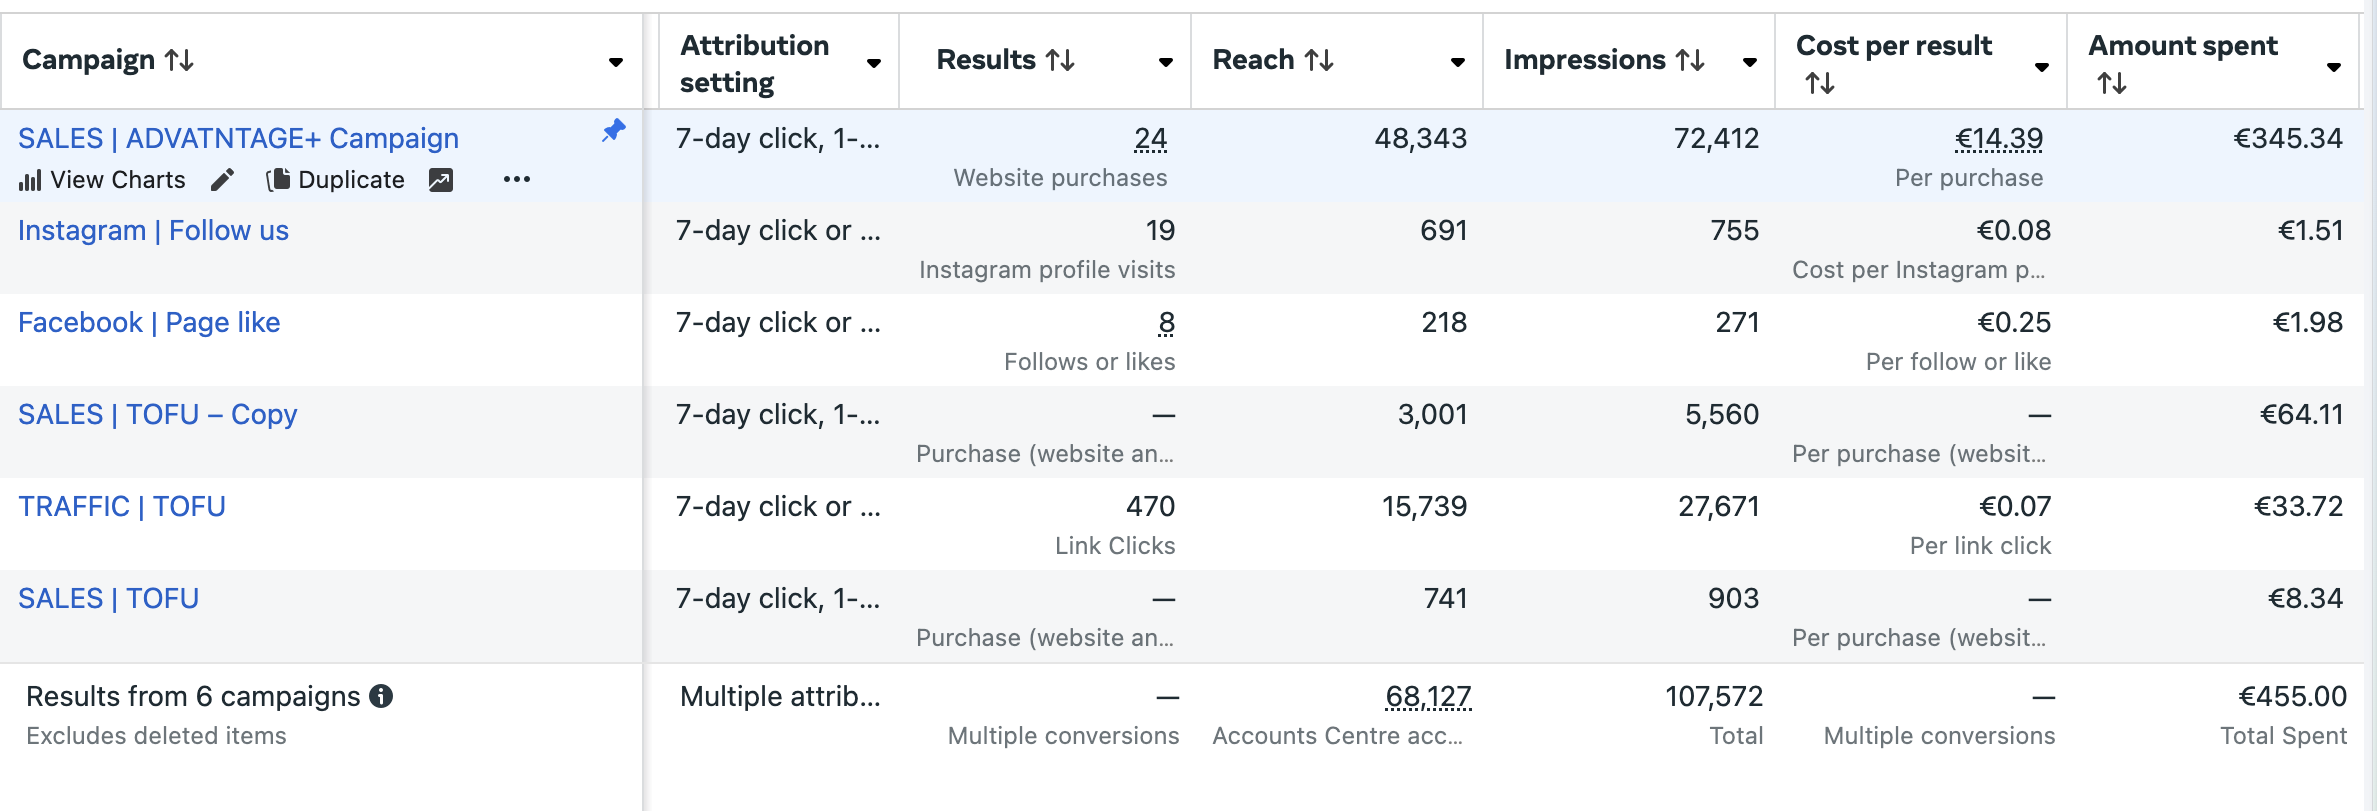 Campaign
Attribution setting
Results
Reach
Impressions
Cost per result
Amount spent
SALES | ADVATNTAGE+ Campaign
View Charts
Duplicate
...
7-day click, 1-...
24
Website purchases
48,343
72,412
€14.39
Per purchase
€345.34
Instagram | Follow us
7-day click or ...
19
Instagram profile visits
691
755
€0.08
Cost per Instagram p...
€1.51
Facebook | Page like
7-day click or ...
8
Follows or likes
218
271
€0.25
Per follow or like
€1.98
SALES | TOFU – Copy
7-day click, 1-...
—
Purchase (website an...
3,001
5,560
—
Per purchase (websit...
€64.11
TRAFFIC | TOFU
7-day click or ...
470
Link Clicks
15,739
27,671
€0.07
Per link click
€33.72
SALES | TOFU
7-day click, 1-...
—
Purchase (website an...
741
903
—
Per purchase (websit...
€8.34
Results from 6 campaigns
Excludes deleted items
Multiple attrib...
—
Multiple conversions
68,127
Accounts Centre acc...
107,572
Total
—
Multiple conversions
€455.00
Total Spent